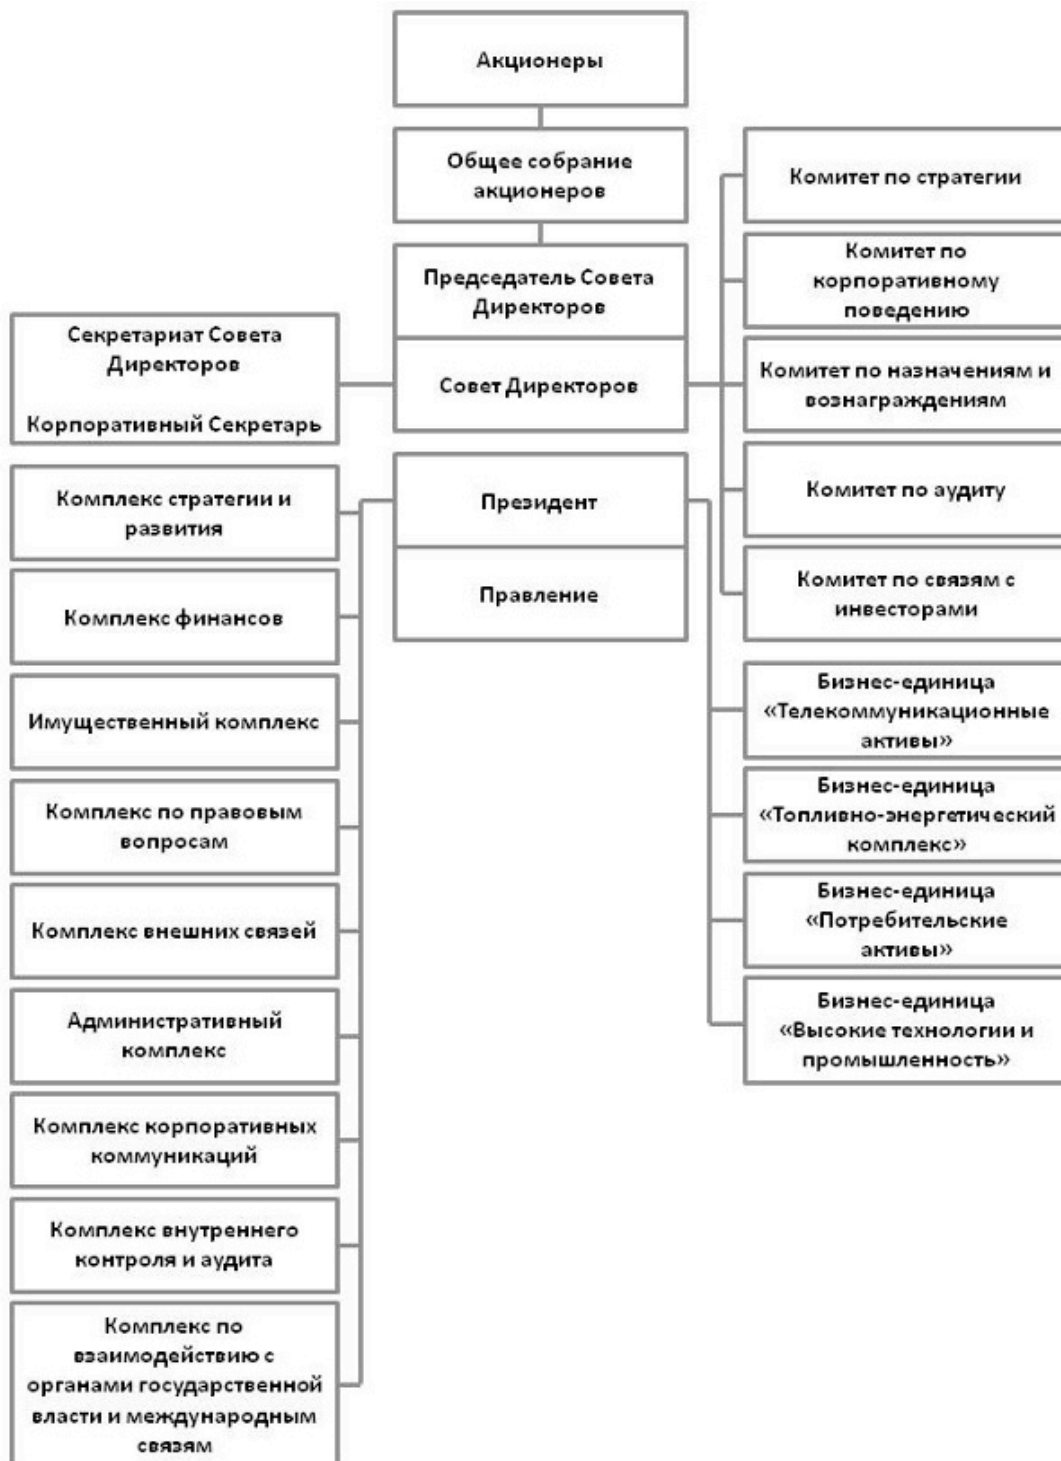 Акционеры
Общее собрание
акционеров
Председатель Совета
Директоров
Совет Директоров
Секретариат Совета
Директоров
Корпоративный Секретарь
Комитет по стратегии
Комитет по
корпоративному
поведению
Комитет по назначениям и
вознаграждениям
Комитет по аудиту
Комитет по связям с
инвесторами
Президент
Правление
Комплекс стратегии и
развития
Комплекс финансов
Имущественный комплекс
Комплекс по правовым
вопросам
Комплекс внешних связей
Административный
комплекс
Комплекс корпоративных
коммуникаций
Комплекс внутреннего
контроля и аудита
Комплекс по
взаимодействию с
органами государственной
власти и международным
связям
Бизнес-единица
«Телекоммуникационные
активы»
Бизнес-единица
«Топливно-энергетический
комплекс»
Бизнес-единица
«Потребительские
активы»
Бизнес-единица
«Высокие технологии и
промышленность»